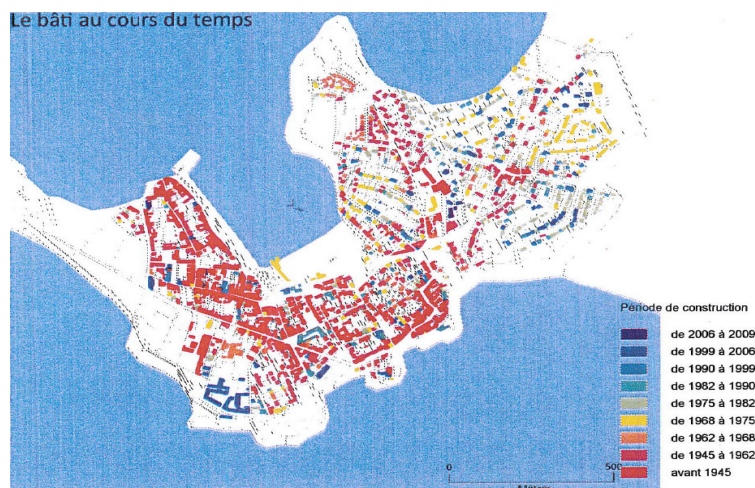 Le bâti au cours du temps
Période de construction
de 2006 à 2009
de 1999 à 2006
de 1990 à 1999
de 1982 à 1990
de 1975 à 1982
de 1968 à 1975
de 1962 à 1968
de 1945 à 1962
avant 1945
0
500